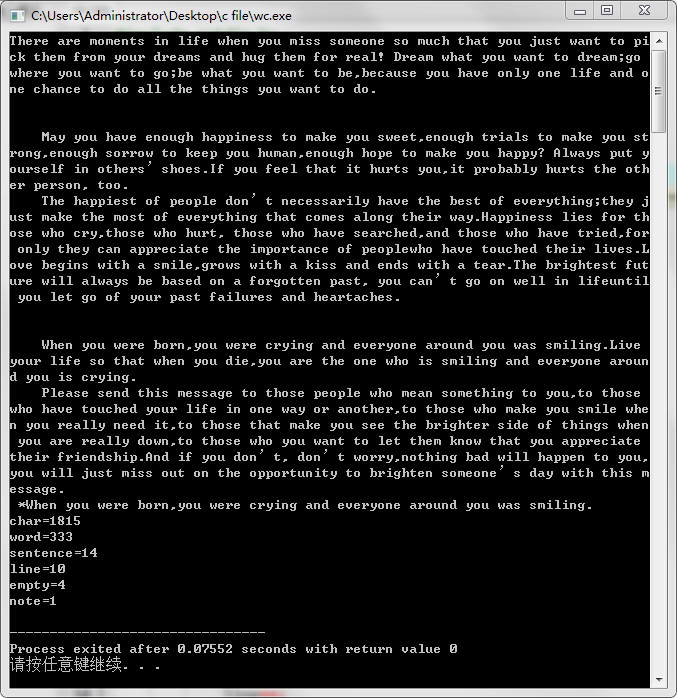 C:\Users\Administrator\Desktop\c file\wc.exe
There are moments in life when you miss someone so much that you just want to pi
ck them from your dreams and hug them for real! Dream what you want to dream;go
where you want to go;be what you want to be,because you have only one life and o
ne chance to do all the things you want to do.
May you have enough happiness to make you sweet,enough trials to make you st
rong,enough sorrow to keep you human,enough hope to make you happy? Always put y
ourself in others’shoes.If you feel that it hurts you,it probably hurts the oth
er person, too.
The happiest of people don’t necessarily have the best of everything;they j
ust make the most of everything that comes along their way.Happiness lies for th
ose who cry,those who hurt, those who have searched,and those who have tried,for
only they can appreciate the importance of peoplewho have touched their lives.L
ove begins with a smile,grows with a kiss and ends with a tear.The brightest fut
ure will always be based on a forgotten past, you can’t go on well in lifeuntil
you let go of your past failures and heartaches.
When you were born,you were crying and everyone around you was smiling.Live
your life so that when you die,you are the one who is smiling and everyone aroun
d you is crying.
Please send this message to those people who mean something to you,to those
who have touched your life in one way or another,to those who make you smile whe
n you really need it,to those that make you see the brighter side of things when
you are really down,to those who you want to let them know that you appreciate
their friendship.And if you don’t, don’t worry,nothing bad will happen to you,
you will just miss out on the opportunity to brighten someone’s day with this m
essage.
*When you were born,you were crying and everyone around you was smiling.
char=1815
word=333
sentence=14
line=10
empty=4
note=1
--------------------------------
Process exited after 0.07552 seconds with return value 0
请按任意键继续. . .